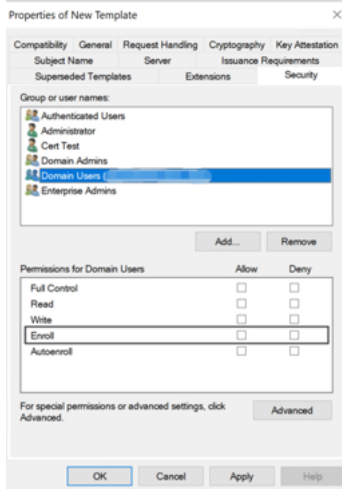 Properties of New Template
Compatibility General Request Handling Cryptography Key Attestation
Subject Name Server Issuance Requirements
Superseded Templates Extensions Security
Group or user names:
Authenticated Users
Administrator
Cert Test
Domain Admins
Domain Users (
Enterprise Admins
Add... Remove
Permissions for Domain Users Allow Deny
Full Control
Read
Write
Enroll
Autoenroll
For special permissions or advanced settings, click
Advanced.
Advanced
OK Cancel Apply Help